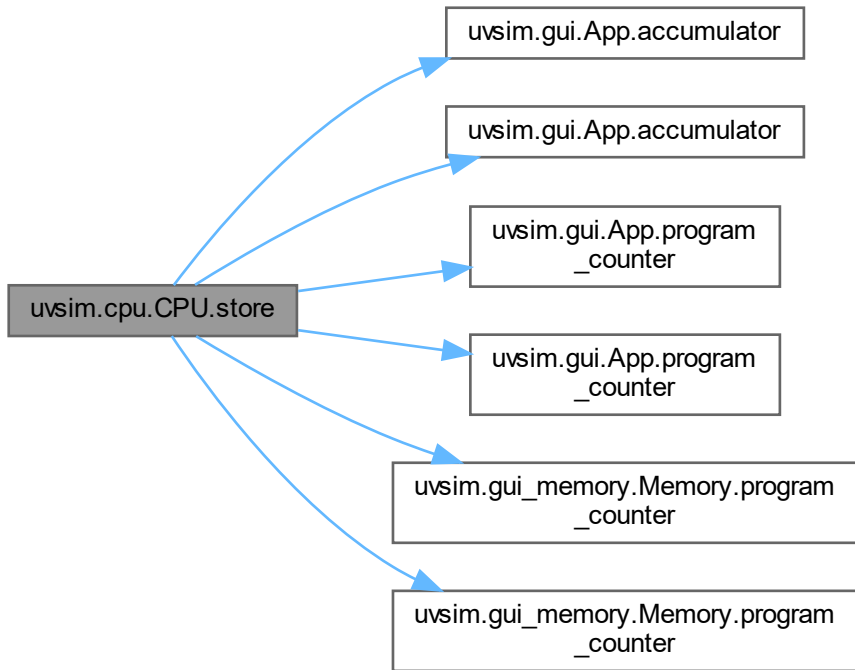 uvsim.gui.App.accumulator
uvsim.gui.App.accumulator
uvsim.gui.App.program
_counter
uvsim.cpu.CPU.store
uvsim.gui.App.program
_counter
uvsim.gui_memory.Memory.program
_counter
uvsim.gui_memory.Memory.program
_counter